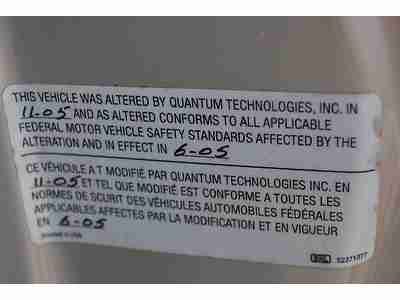 THIS VEHICLE WAS ALTERED BY QUANTUM TECHNOLOGIES, INC. IN
11-05 AND AS ALTERED CONFORMS TO ALL APPLICABLE
FEDERAL MOTOR VEHICLE SAFETY STANDARDS AFFECTED BY THE
ALTERATION AND IN EFFECT IN 6-05
CE VÉHICULE A T MODIFIÉ PAR QUANTUM TECHNOLOGIES INC. EN
11-05 ET TEL QUE MODIFIÉ EST CONFORME A TOUTES LES
NORMES DE SCURIT DES VÉHICULES AUTOMOBILES FÉDÉRALES
APPLICABLES AFFECTES PAR LA MODIFICATION ET EN VIGUEUR
EN 6-05